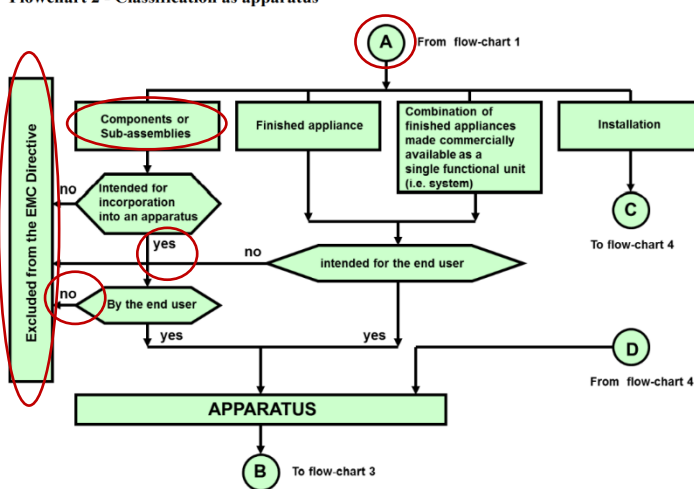 Flowchart 2 - Classification as apparatus
A
From flow-chart 1
Components or
Sub-assemblies
Finished appliance
Combination of
finished appliances
made commercially
available as a
single functional unit
(i.e. system)
Installation
Excluded from the EMC Directive
no
Intended for
incorporation
into an apparatus
C
To flow-chart 4
yes
no
intended for the end user
no
By the end user
yes
yes
D
From flow-chart 4
APPARATUS
B
To flow-chart 3